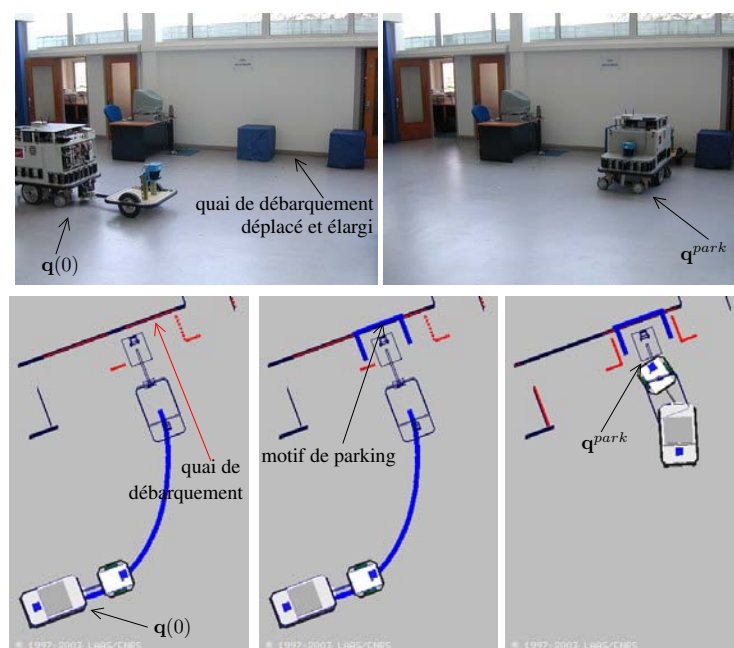 quai de débarquement
déplacé et élargi
q(0)
q^{park}
quai de
débarquement
q(0)
motif de parking
q^{park}
© 1997-2003 LAAS/CNRS
© 1997-2003 LAAS/CNRS
© 1997-2003 LAAS/CNRS